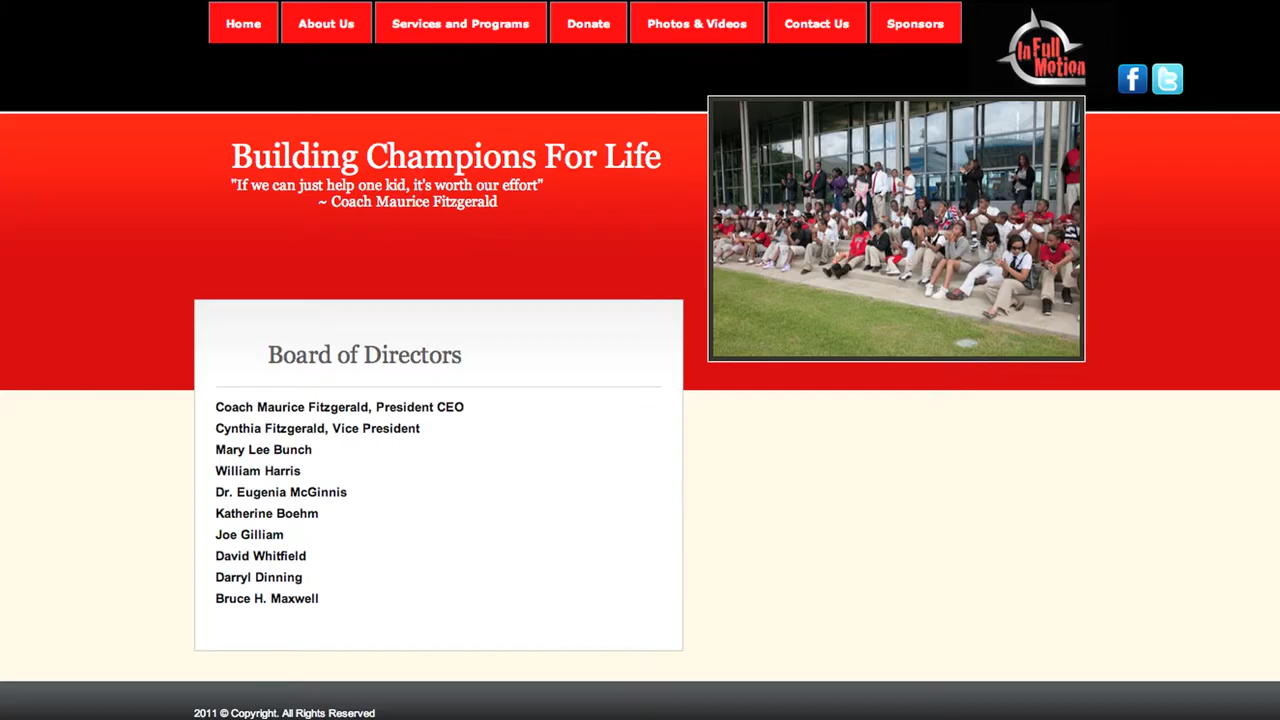 Home
About Us
Services and Programs
Donate
Photos & Videos
Contact Us
Sponsors
In Full
Motion
f
t
Building Champions For Life
"If we can just help one kid, it's worth our effort"
~ Coach Maurice Fitzgerald
Board of Directors
Coach Maurice Fitzgerald, President CEO
Cynthia Fitzgerald, Vice President
Mary Lee Bunch
William Harris
Dr. Eugenia McGinnis
Katherine Boehm
Joe Gilliam
David Whitfield
Darryl Dinning
Bruce H. Maxwell
2011 © Copyright. All Rights Reserved